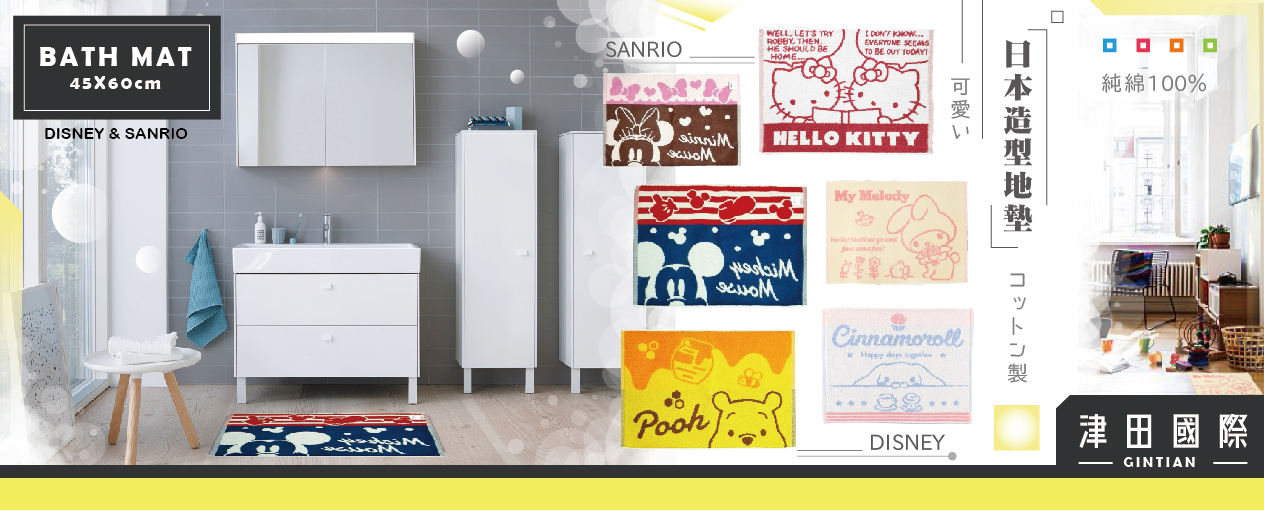 BATH MAT
45X60cm
DISNEY & SANRIO
SANRIO
Minnie
Mouse
WELL, LET'S TRY
BOBBY, THEN.
HE SHOULD BE
HOME...
I DON'T KNOW...
EVERYONE SEEMS
TO BE OUT TODAY!
HELLO KITTY
Mickey
Mouse
My Melody
Pooh
Cinnamoroll
Happy days together
DISNEY
可愛い
日本造型地墊
コットン製
純綿100%
Mickey
Mouse
津田國際
GINTIAN